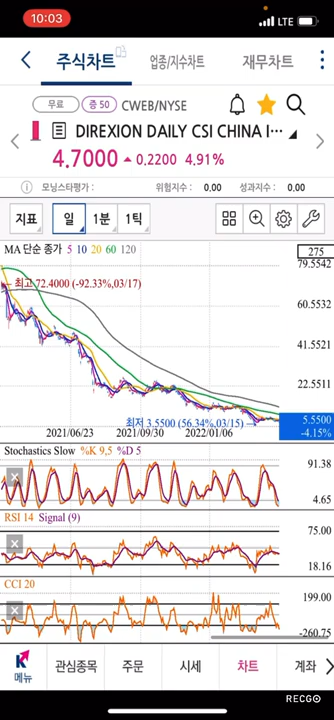 10:03 LTE
주식차트 업종/지수차트 재무차트
무료 증 50 CWEB/NYSE
DIREXION DAILY CSI CHINA I...
4.7000 0.2200 4.91%
모닝스타평가 : 위험지수 : 0.00 성과지수 : 0.00
지표 일 1분 1틱
MA 단순 종가 5 10 20 60 120 275
79.5542
최고 72.4000 (-92.33%,03/17)
60.5532
41.5521
22.5511
최저 3.5500 (56.34%,03/15)
5.5500
-4.15%
2021/06/23 2021/09/30 2022/01/06
Stochastics Slow %K 9,5 %D 5 91.38
4.65
RSI 14 Signal (9) 75.00
18.16
CCI 20 199.00
-260.75
메뉴 관심종목 주문 시세 차트 계좌
RECGO